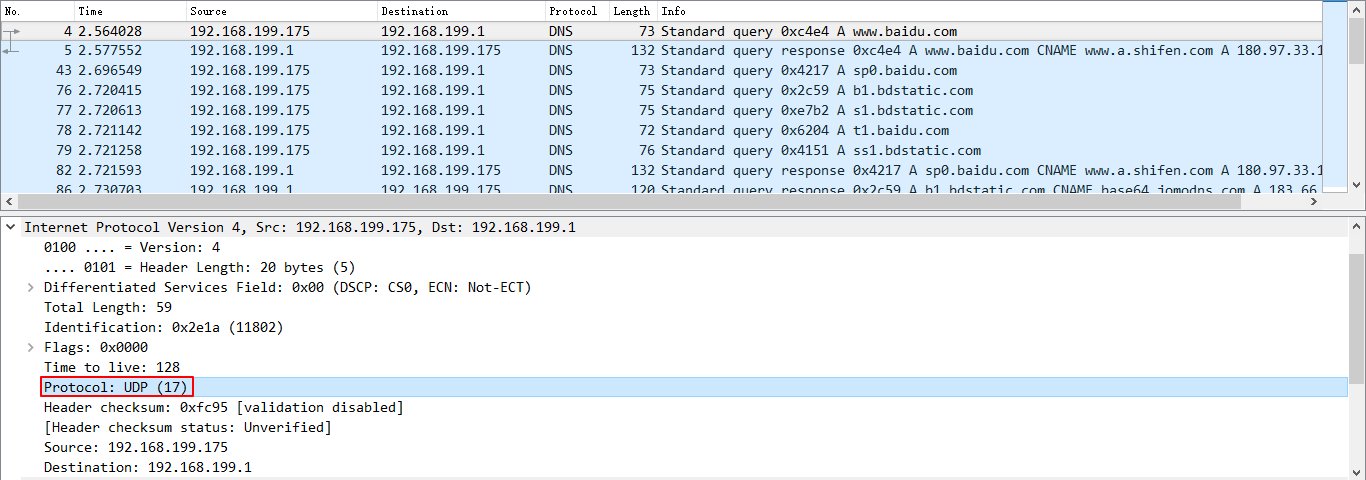 No. Time Source Destination Protocol Length Info
4 2.564028 192.168.199.175 192.168.199.1 DNS 73 Standard query 0xc4e4 A www.baidu.com
5 2.577552 192.168.199.1 192.168.199.175 DNS 132 Standard query response 0xc4e4 A www.baidu.com CNAME www.a.shifen.com A 180.97.33.1
43 2.696549 192.168.199.175 192.168.199.1 DNS 73 Standard query 0x4217 A sp0.baidu.com
76 2.720415 192.168.199.175 192.168.199.1 DNS 75 Standard query 0x2c59 A b1.bdstatic.com
77 2.720613 192.168.199.175 192.168.199.1 DNS 75 Standard query 0xe7b2 A s1.bdstatic.com
78 2.721142 192.168.199.175 192.168.199.1 DNS 72 Standard query 0x6204 A t1.baidu.com
79 2.721258 192.168.199.175 192.168.199.1 DNS 76 Standard query 0x4151 A ss1.bdstatic.com
82 2.721593 192.168.199.1 192.168.199.175 DNS 132 Standard query response 0x4217 A sp0.baidu.com CNAME www.a.shifen.com A 180.97.33.1
86 2.730703 192.168.199.1 192.168.199.175 DNS 120 Standard query response 0x2c59 A b1.bdstatic.com CNAME base64.jomodns.com A 183.66
Internet Protocol Version 4, Src: 192.168.199.175, Dst: 192.168.199.1
0100 .... = Version: 4
.... 0101 = Header Length: 20 bytes (5)
Differentiated Services Field: 0x00 (DSCP: CS0, ECN: Not-ECT)
Total Length: 59
Identification: 0x2e1a (11802)
Flags: 0x0000
Time to live: 128
Protocol: UDP (17)
Header checksum: 0xfc95 [validation disabled]
[Header checksum status: Unverified]
Source: 192.168.199.175
Destination: 192.168.199.1